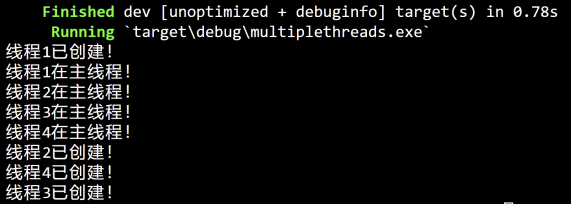 Finished dev [unoptimized + debuginfo] target(s) in 0.78s
Running `target\debug\multiplethreads.exe`
线程1已创建!
线程1在主线程!
线程2在主线程!
线程3在主线程!
线程4在主线程!
线程2已创建!
线程4已创建!
线程3已创建!